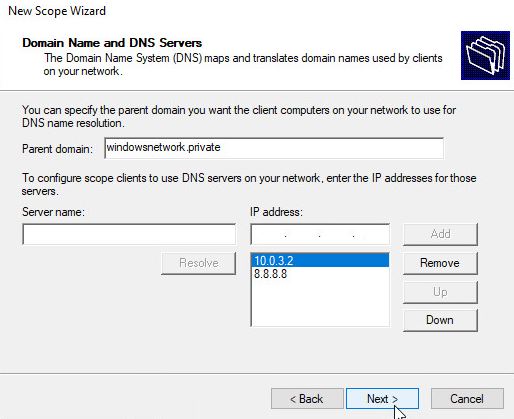 New Scope Wizard
Domain Name and DNS Servers
The Domain Name System (DNS) maps and translates domain names used by clients
on your network.
You can specify the parent domain you want the client computers on your network to use for
DNS name resolution.
Parent domain: windowsnetwork.private
To configure scope clients to use DNS servers on your network, enter the IP addresses for those
servers.
Server name: IP address:
. . . Add
Resolve 10.0.3.2 Remove
8.8.8.8
Up
Down
< Back Next > Cancel